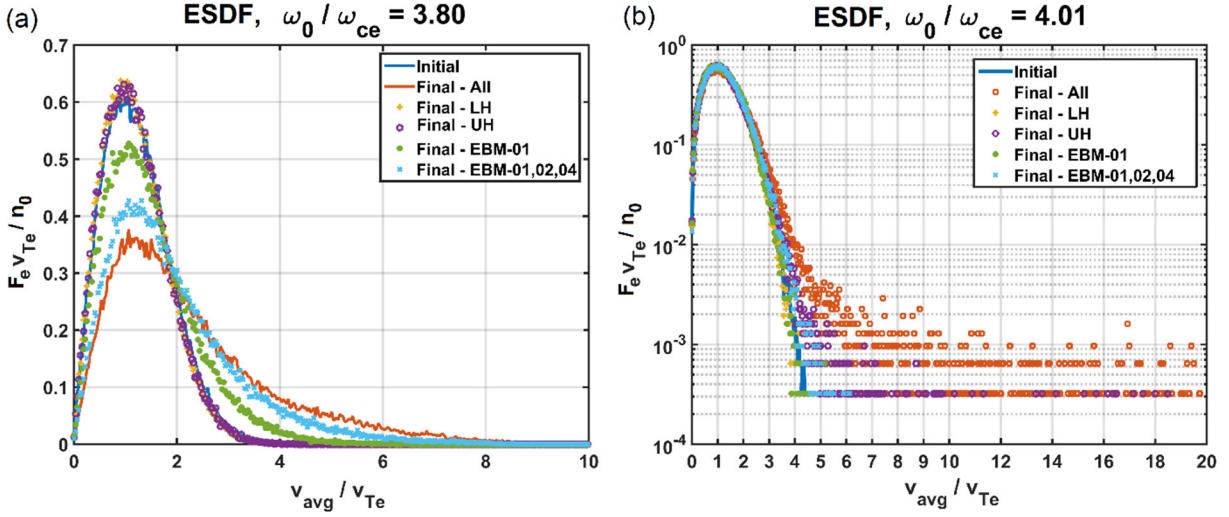 (a) ESDF, ω0 / ωce = 3.80
0.7
0.6
0.5
0.4
0.3
0.2
0.1
0
Fe vTe / n0
Initial
Final - All
Final - LH
Final - UH
Final - EBM-01
Final - EBM-01,02,04
0 2 4 6 8 10
vavg / vTe
(b) ESDF, ω0 / ωce = 4.01
10^0
10^-1
10^-2
10^-3
10^-4
Fe vTe / n0
Initial
Final - All
Final - LH
Final - UH
Final - EBM-01
Final - EBM-01,02,04
0 1 2 3 4 5 6 7 8 9 10 12 14 16 18 20
vavg / vTe